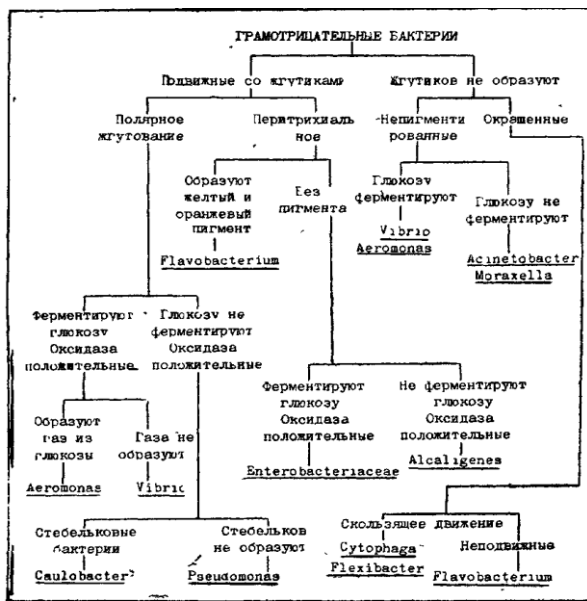 ГРАМОТРИЦАТЕЛЬНЫЕ БАКТЕРИИ
Подвижные со жгутиками
Жгутиков не образуют
Полярное
жгутование
Перитрихиаль
ное
Непигменти
рованные
Окрашенные
Образуют
желтый и
оранжевый
пигмент
Flavobacterium
Без
пигмента
Глюкозу
ферментируют
Vibrio
Aeromonas
Глюкозу не
ферментируют
Acinetobacter
Moraxella
Ферментируют
глюкозу
Оксидаза
положительные
Глюкозу не
ферментируют
Оксидаза
положительные
Ферментируют
глюкозу
Оксидаза
положительные
Enterobacteriaceae
Не ферментируют
глюкозу
Оксидаза
положительные
Alcaligenes
Образуют
газ из
глюкозы
Aeromonas
Газа не
образуют
Vibrio
Стебельковые
бактерии
Caulobacter
Стебельков
не образуют
Pseudomonas
Скользящее движение
Cytophaga
Flexibacter
Неподвижные
Flavobacterium